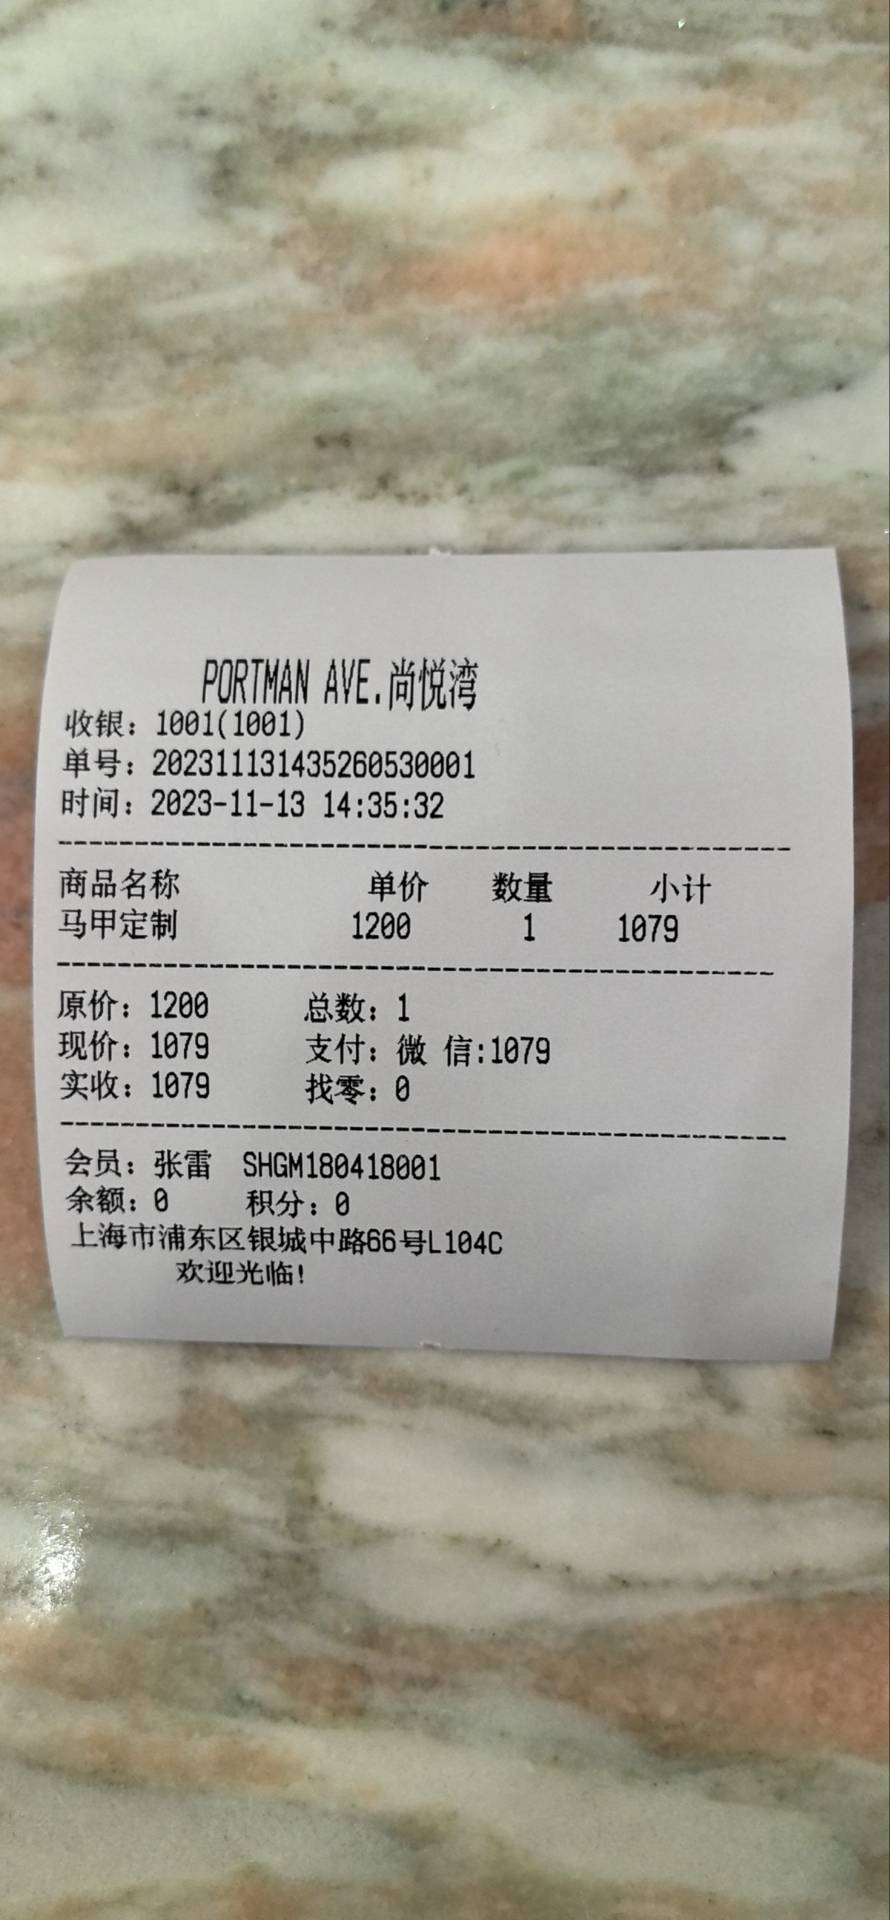 PORTMAN AVE.尚悦湾
收银：1001(1001)
单号：202311131435260530001
时间：2023-11-13 14:35:32
商品名称 单价 数量 小计
马甲定制 1200 1 1079
原价：1200 总数：1
现价：1079 支付：微 信:1079
实收：1079 找零：0
会员：张雷 SHGM180418001
余额：0 积分：0
上海市浦东区银城中路66号L104C
欢迎光临!